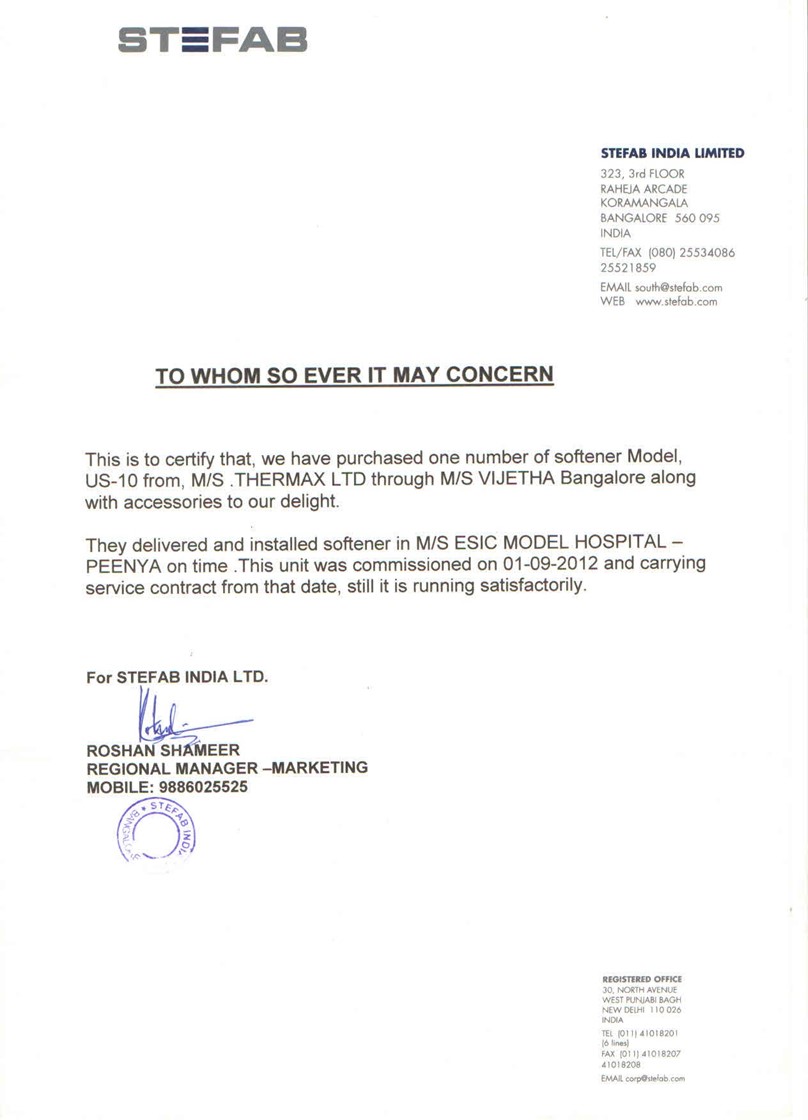 STEFAB
STEFAB INDIA LIMITED
323, 3rd FLOOR
RAHEJA ARCADE
KORAMANGALA
BANGALORE 560 095
INDIA
TEL/FAX (080) 25534086
25521859
EMAIL south@stefab.com
WEB www.stefab.com
TO WHOM SO EVER IT MAY CONCERN
This is to certify that, we have purchased one number of softener Model,
US-10 from, M/S .THERMAX LTD through M/S VIJETHA Bangalore along
with accessories to our delight.
They delivered and installed softener in M/S ESIC MODEL HOSPITAL –
PEENYA on time .This unit was commissioned on 01-09-2012 and carrying
service contract from that date, still it is running satisfactorily.
For STEFAB INDIA LTD.
ROSHAN SHAMEER
REGIONAL MANAGER –MARKETING
MOBILE: 9886025525
STEFAB INDIA
REGISTERED OFFICE
30, NORTH AVENUE
WEST PUNJABI BAGH
NEW DELHI 110 026
INDIA
TEL (011) 41018201
(6 lines)
FAX (011) 41018207
41018208
EMAIL corp@stefab.com